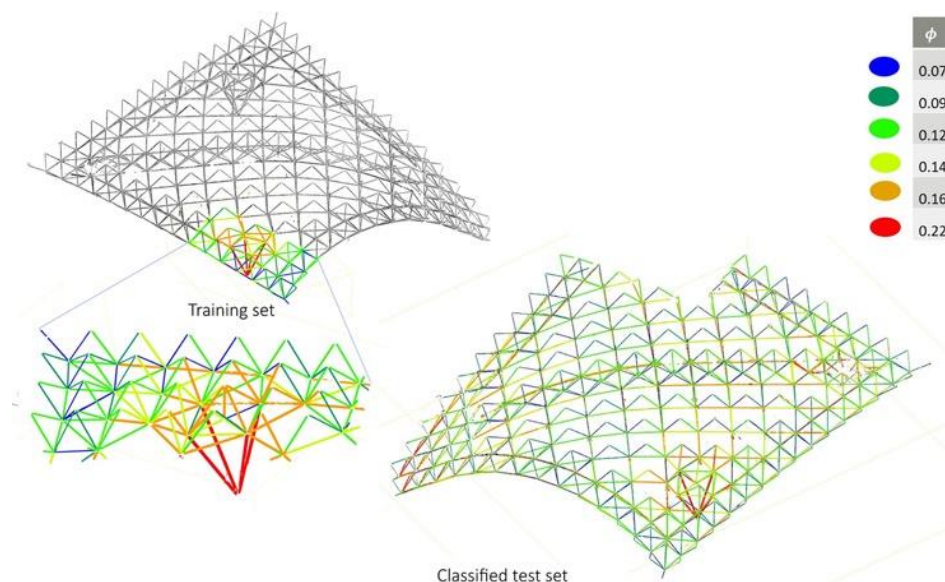 ϕ
0.07
0.09
0.12
0.14
0.16
0.22
Training set
Classified test set